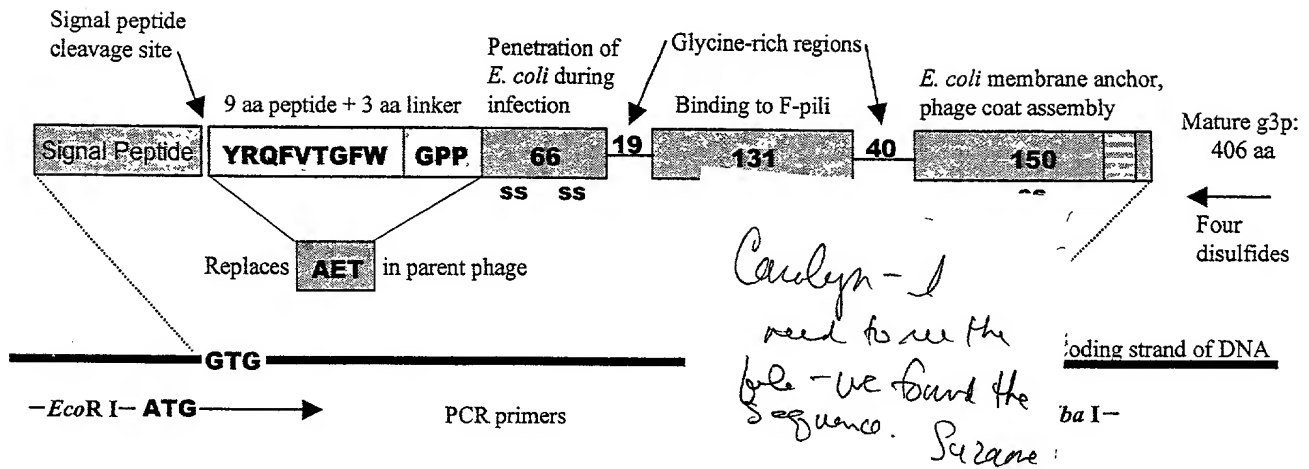 Signal peptide
cleavage site
Penetration of
E. coli during
infection
Glycine-rich regions
E. coli membrane anchor,
phage coat assembly
9 aa peptide + 3 aa linker
Binding to F-pili
Mature g3p:
406 aa
Signal Peptide
YRQFVTGFW
GPP
66
19
131
40
150
ss ss
Four
disulfides
Replaces AET in parent phage
Carolyn - I
need to see the
file - we found the
sequence. Suzanne
GTG
oding strand of DNA
-EcoR I- ATG
PCR primers
ba I-